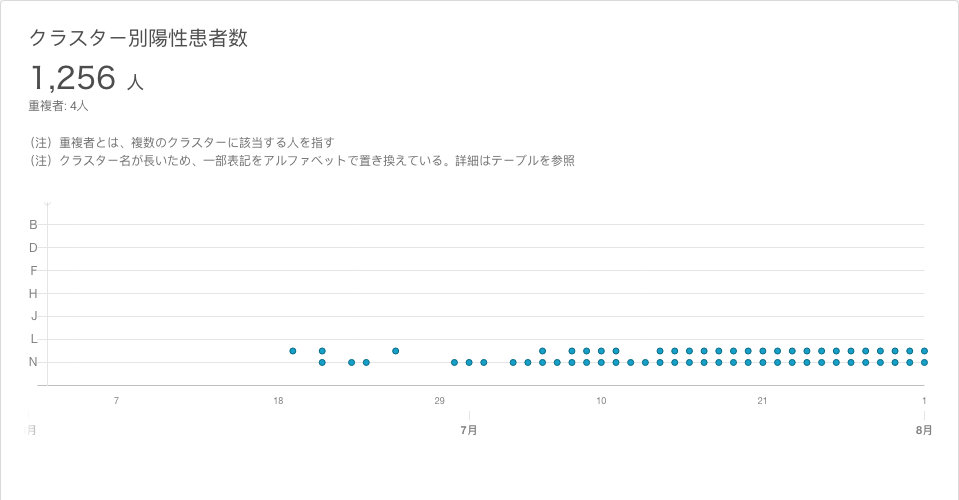 クラスター別陽性患者数
1,256 人
重複者: 4人
（注）重複者とは、複数のクラスターに該当する人を指す
（注）クラスター名が長いため、一部表記をアルファベットで置き換えている。詳細はテーブルを参照
B
D
F
H
J
L
N
7 18 29 10 21 1
月 7月 8月